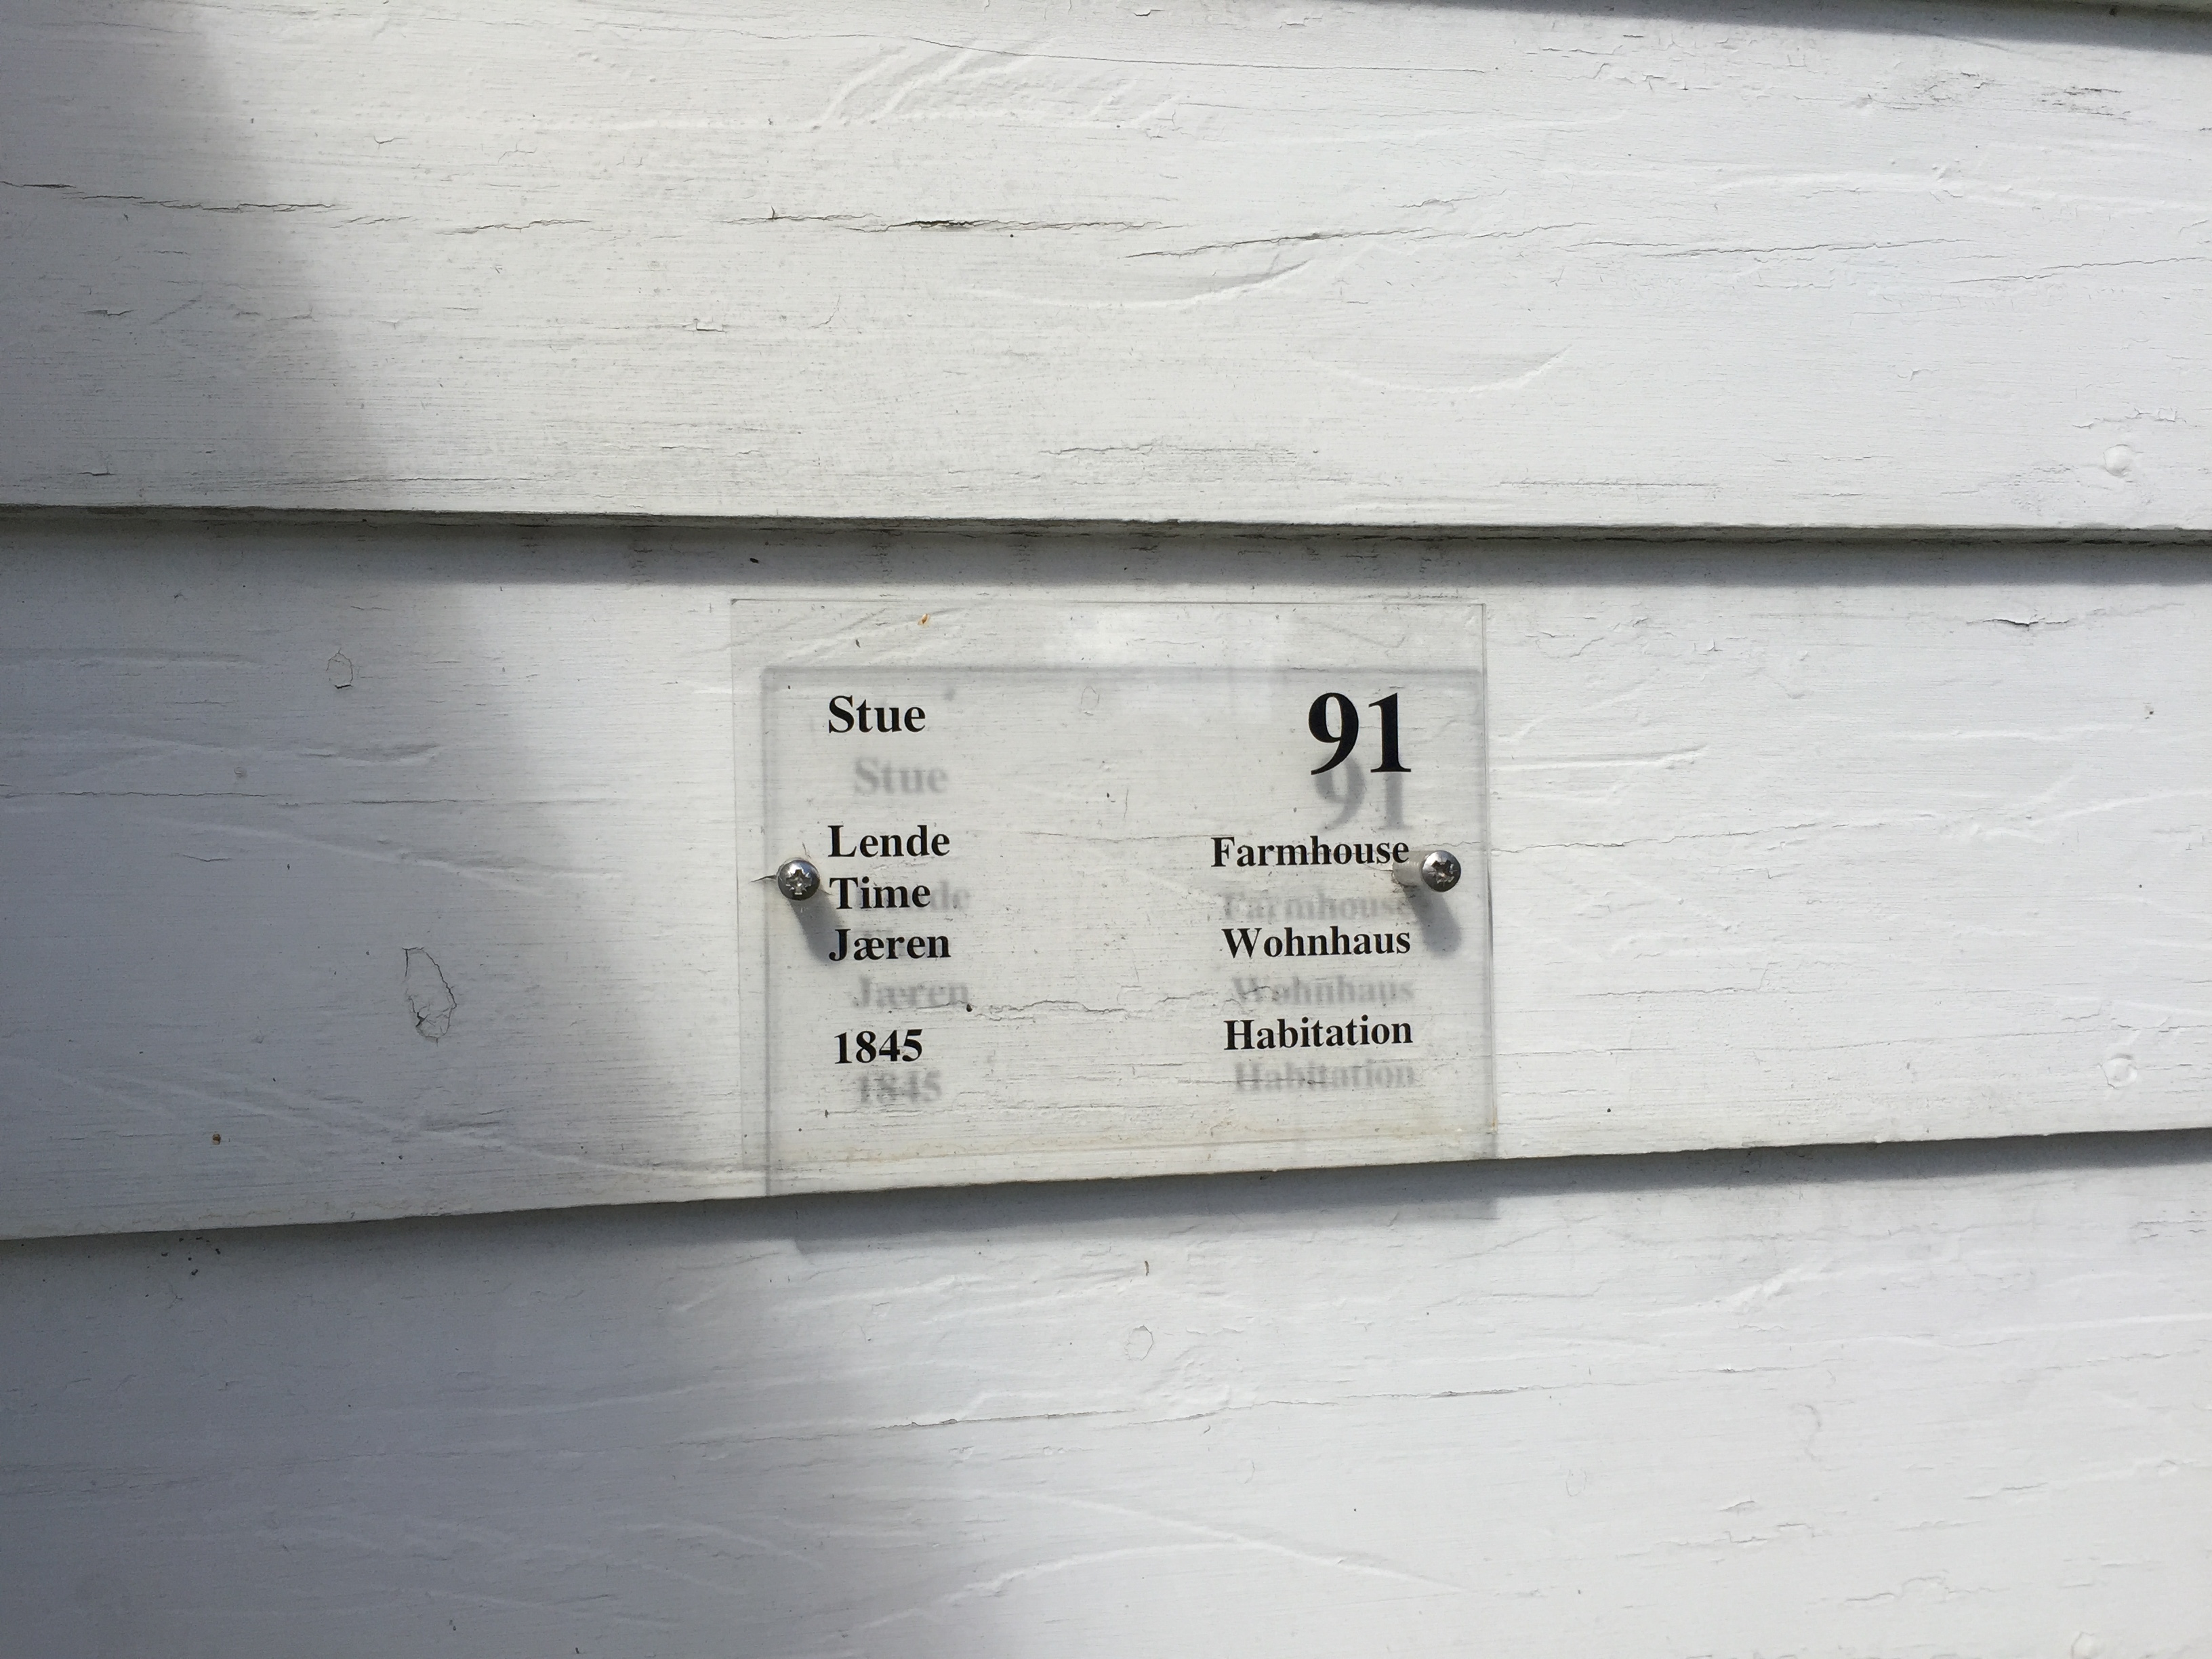 Stue
91
Lende
Time
Jæren
1845
Farmhouse
Wohnhaus
Habitation